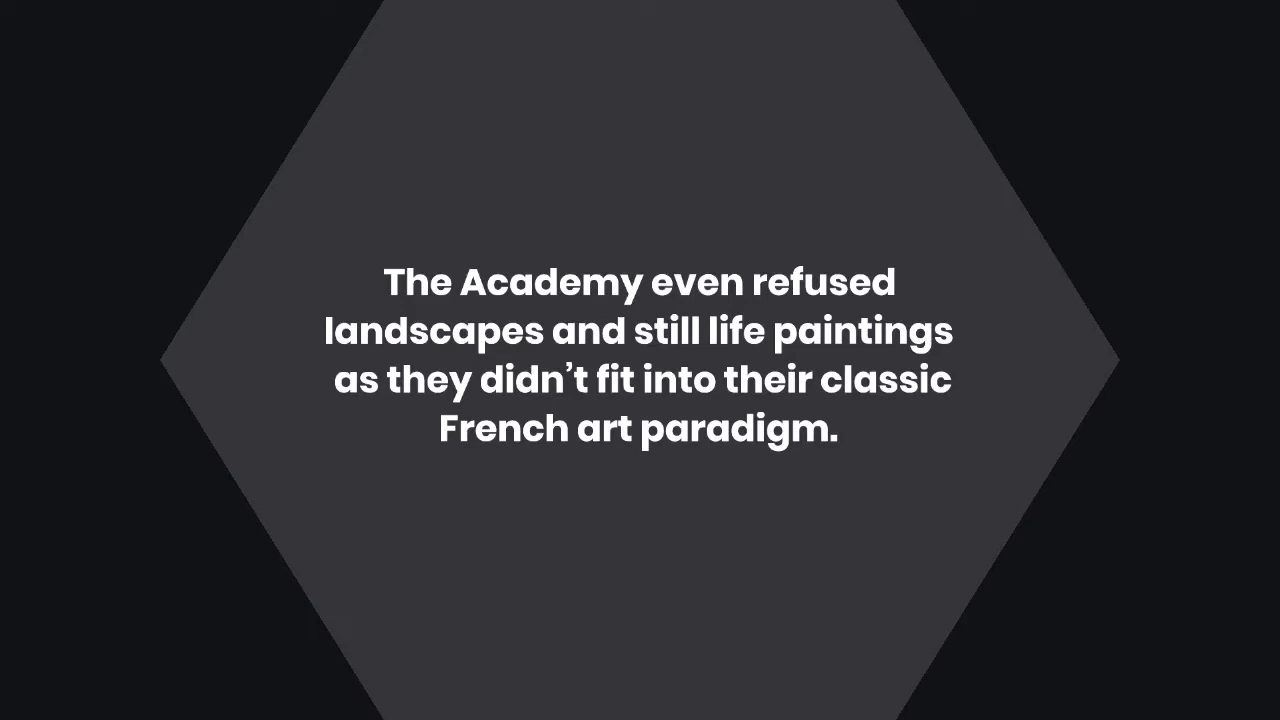 The Academy even refused
landscapes and still life paintings
as they didn’t fit into their classic
French art paradigm.